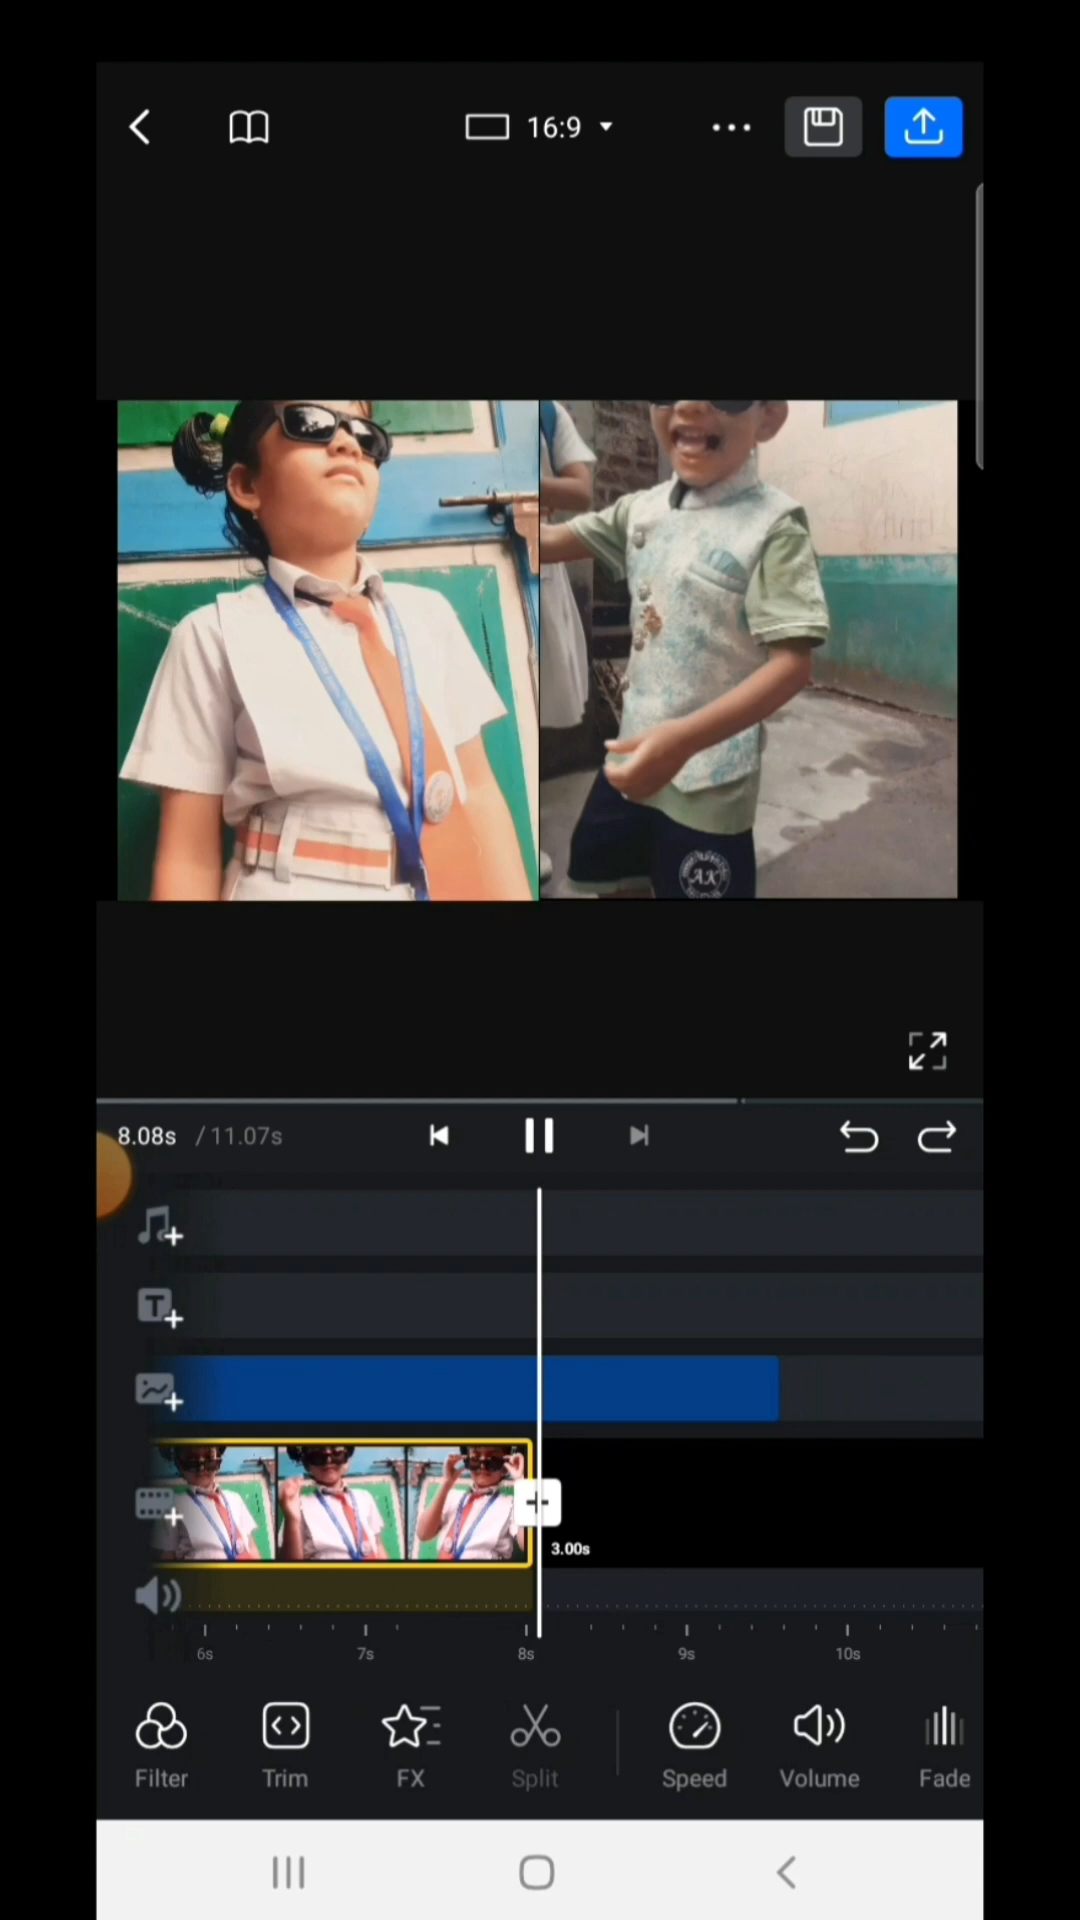 16:9
AK
8.08s / 11.07s
T
3.00s
6s 7s 8s 9s 10s
Filter Trim FX Split Speed Volume Fade